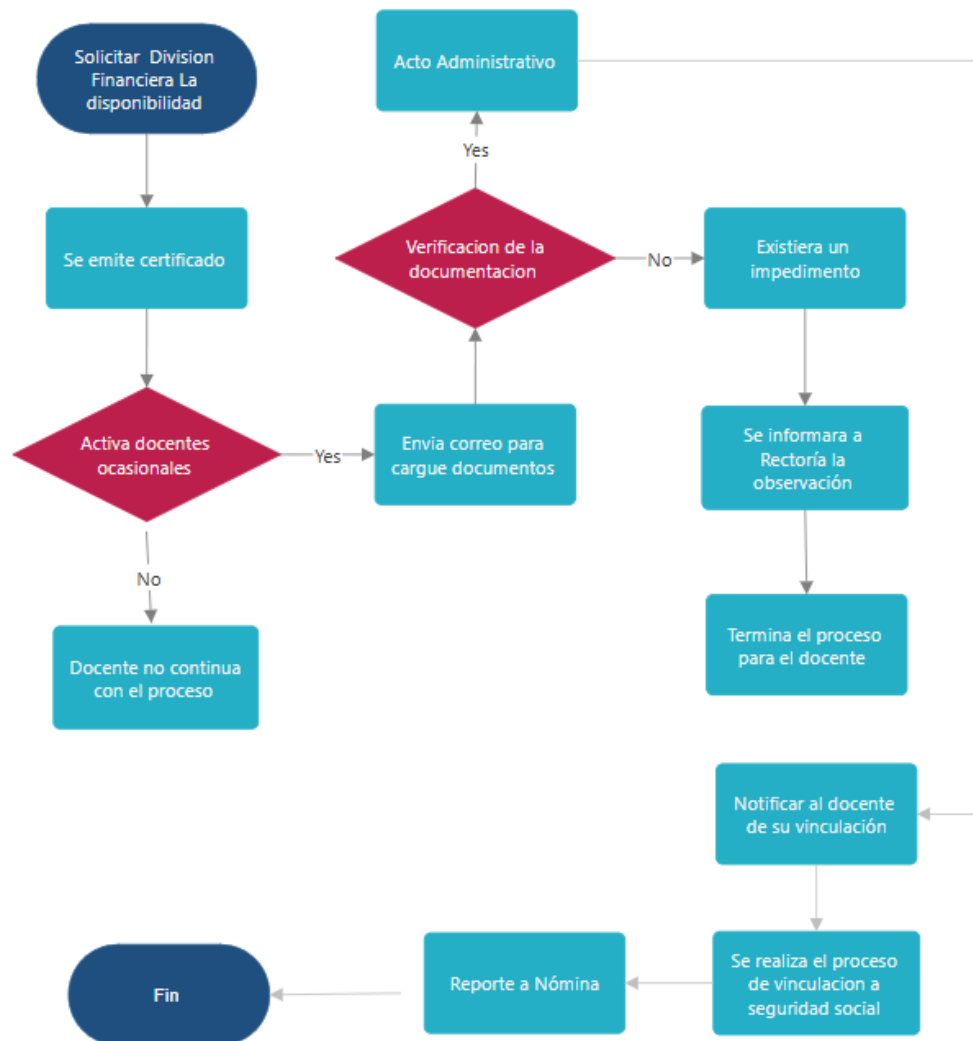 Solicitar Division
Financiera La
disponibilidad
Se emite certificado
Activa docentes
ocasionales
No
Docente no continua
con el proceso
Yes
Envia correo para
cargue documentos
Verificacion de la
documentacion
Yes
Acto Administrativo
No
Existiera un
impedimento
Se informara a
Rectoría la
observación
Termina el proceso
para el docente
Notificar al docente
de su vinculación
Se realiza el proceso
de vinculacion a
seguridad social
Reporte a Nómina
Fin